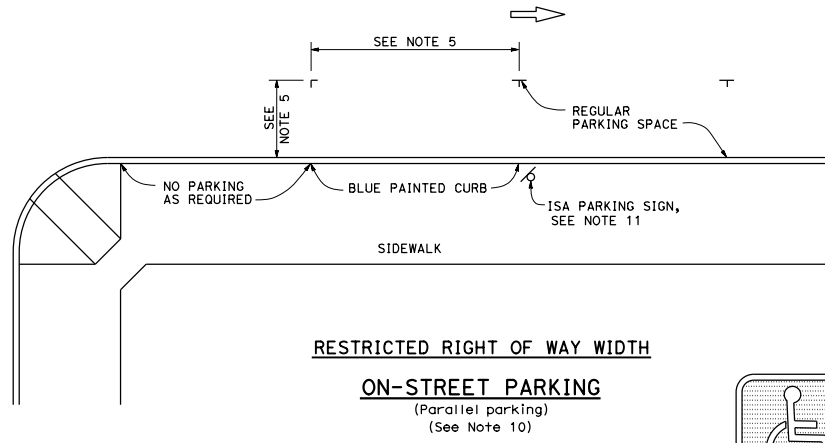 SEE NOTE 5
SEE
NOTE 5
REGULAR
PARKING SPACE
NO PARKING
AS REQUIRED
BLUE PAINTED CURB
ISA PARKING SIGN,
SEE NOTE 11
SIDEWALK
RESTRICTED RIGHT OF WAY WIDTH
ON-STREET PARKING
(Parallel parking)
(See Note 10)